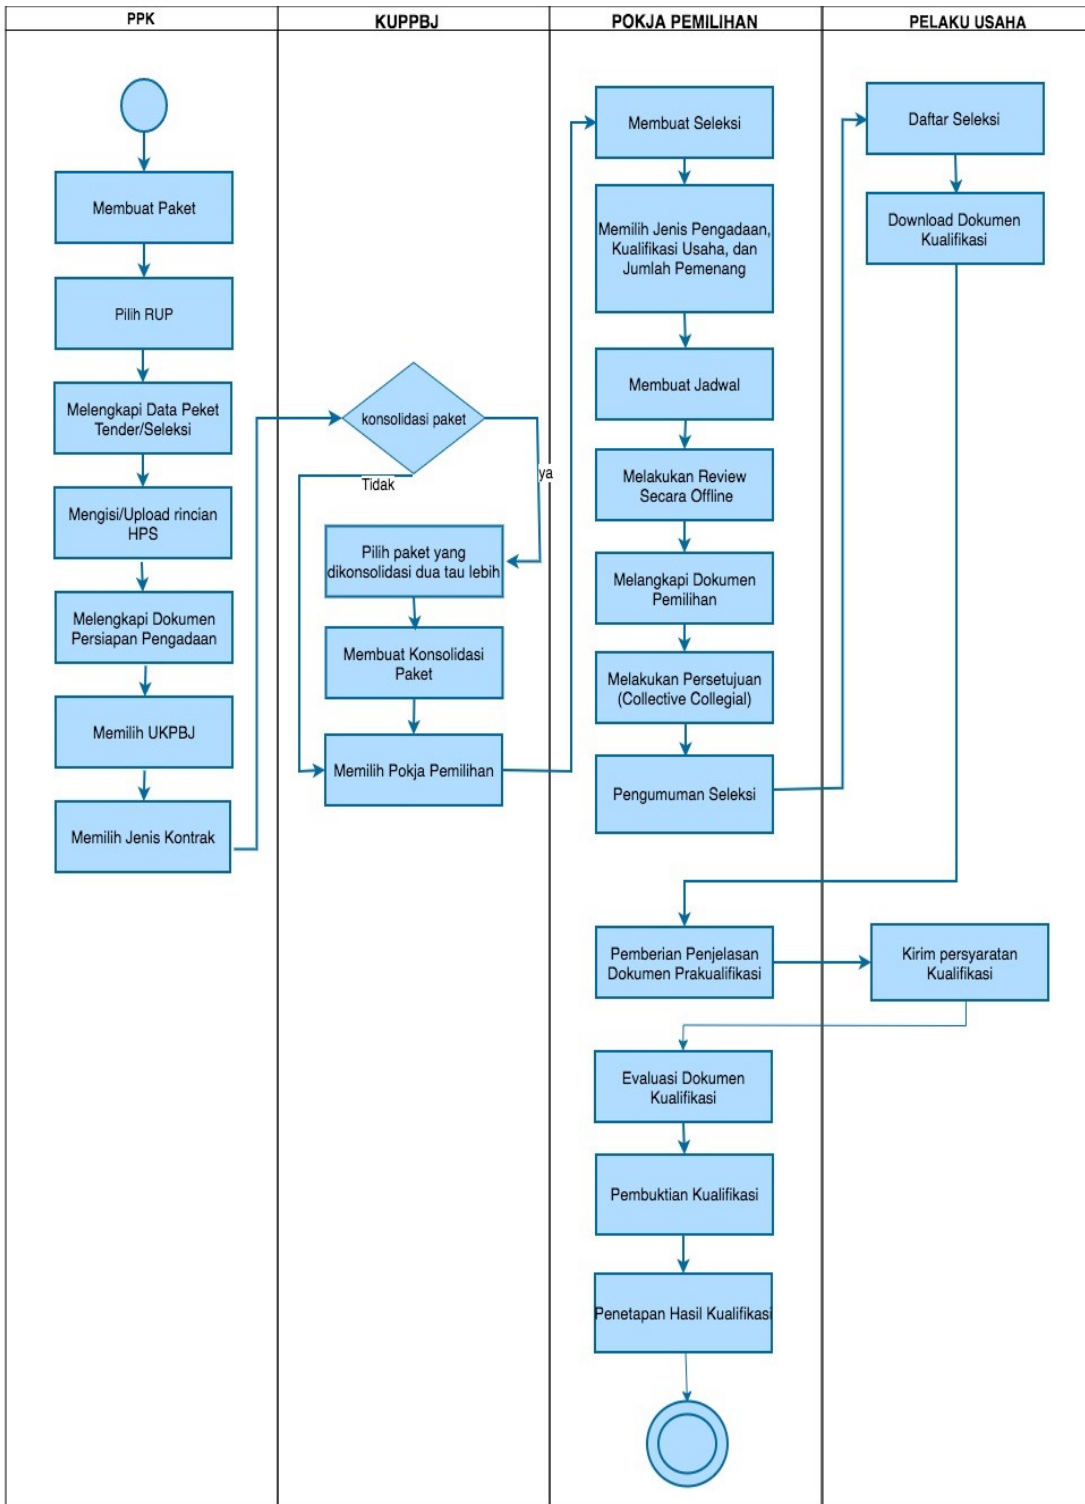 PPK
KUPPBJ
POKJA PEMILIHAN
PELAKU USAHA
Membuat Paket
Pilih RUP
Melengkapi Data Peket
Tender/Seleksi
Mengisi/Upload rincian
HPS
Melengkapi Dokumen
Persiapan Pengadaan
Memilih UKPBJ
Memilih Jenis Kontrak
konsolidasi paket
Tidak
ya
Pilih paket yang
dikonsolidasi dua tau lebih
Membuat Konsolidasi
Paket
Memilih Pokja Pemilihan
Membuat Seleksi
Memilih Jenis Pengadaan,
Kualifikasi Usaha, dan
Jumlah Pemenang
Membuat Jadwal
Melakukan Review
Secara Offline
Melangkapi Dokumen
Pemilihan
Melakukan Persetujuan
(Collective Collegial)
Pengumuman Seleksi
Daftar Seleksi
Download Dokumen
Kualifikasi
Pemberian Penjelasan
Dokumen Prakualifikasi
Kirim persyaratan
Kualifikasi
Evaluasi Dokumen
Kualifikasi
Pembuktian Kualifikasi
Penetapan Hasil Kualifikasi